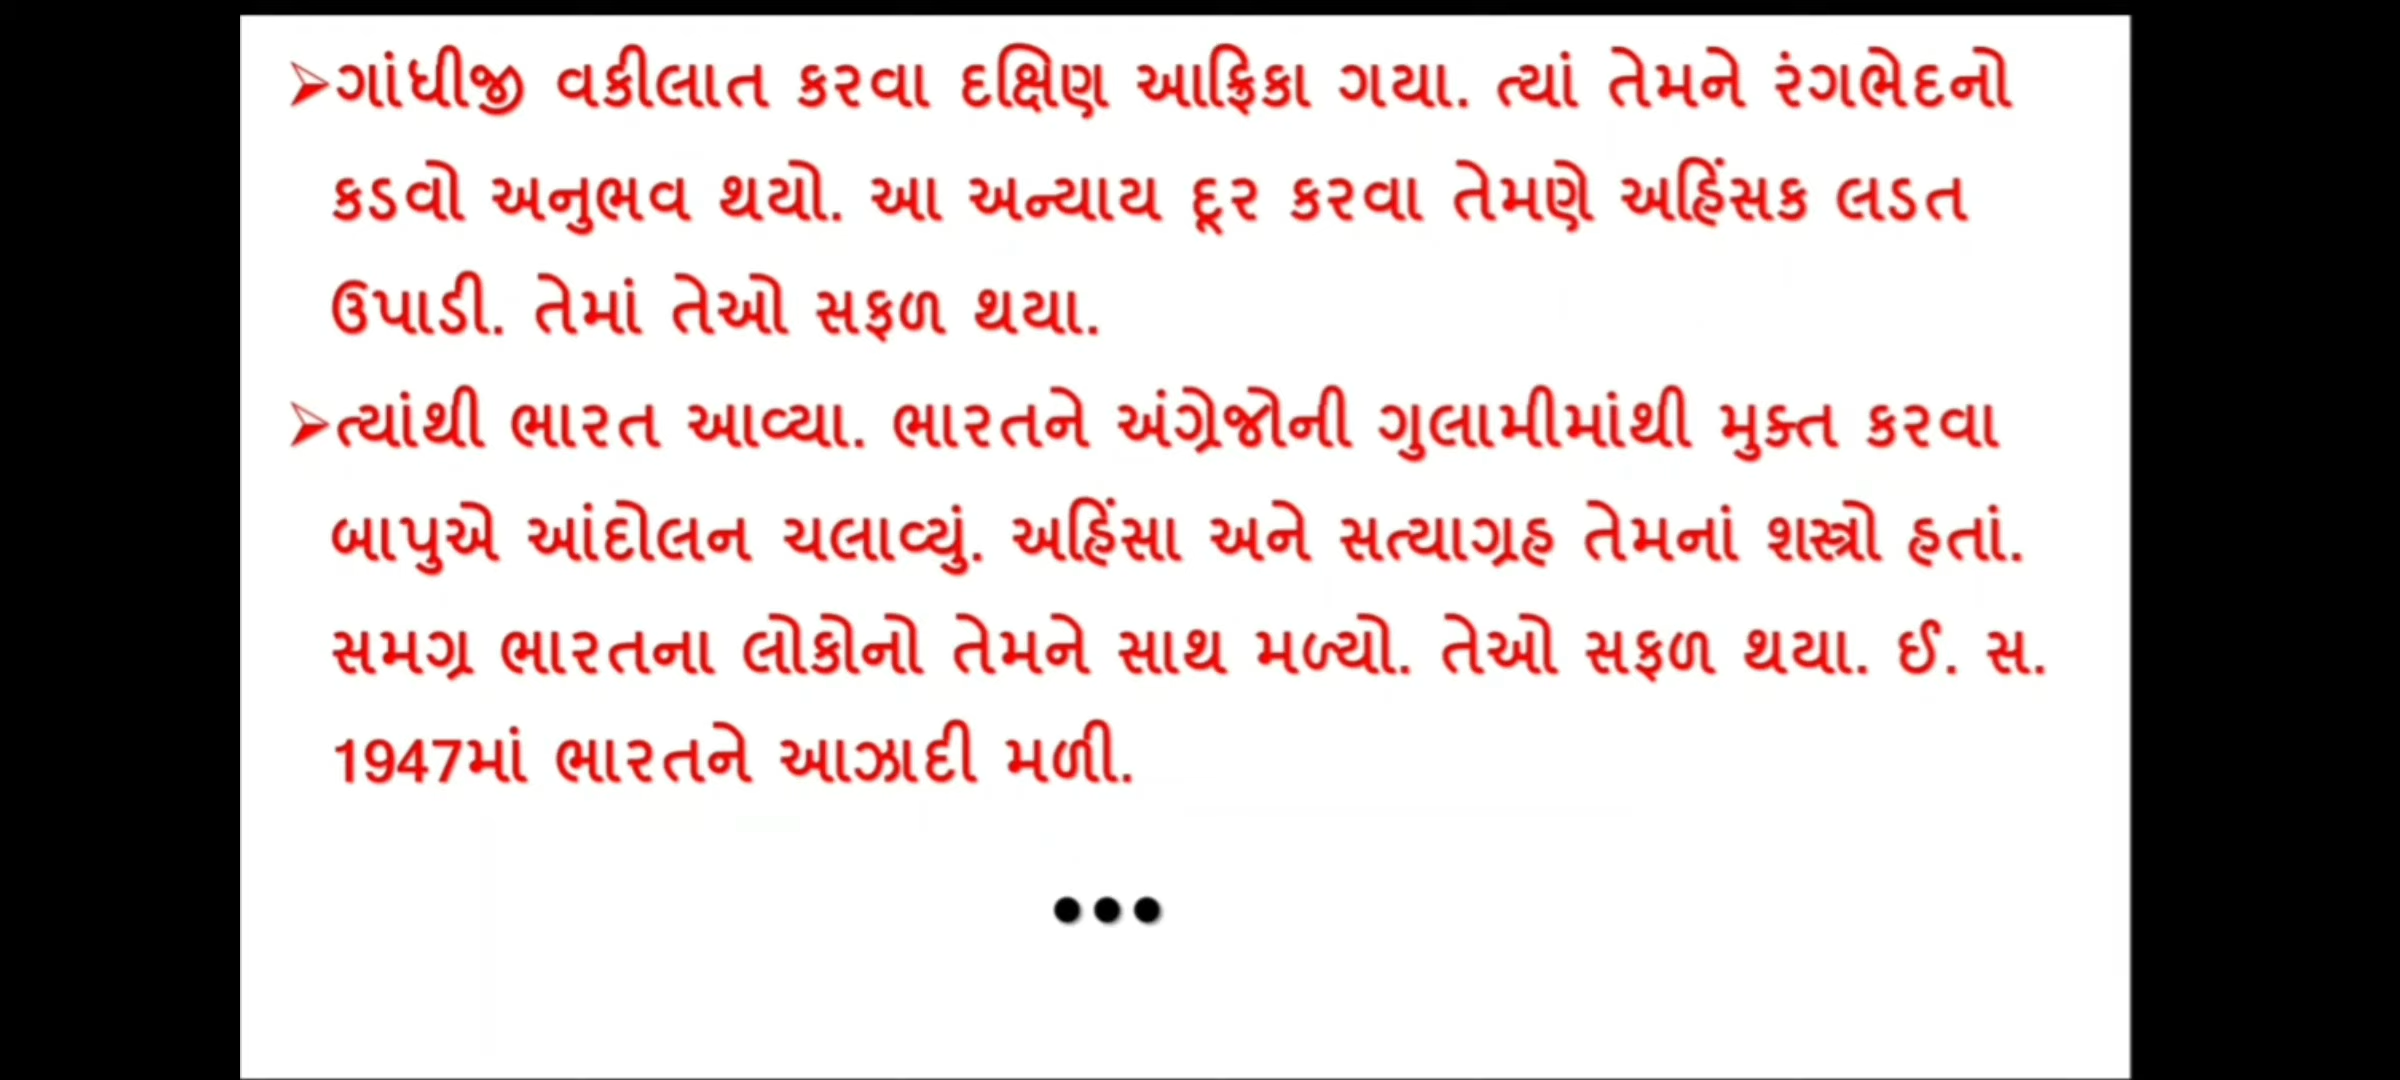 ➢ગાંધીજી વકીલાત કરવા દક્ષિણ આફ્રિકા ગયા. ત્યાં તેમને રંગભેદનો
કડવો અનુભવ થયો. આ અન્યાય દૂર કરવા તેમણે અહિંસક લડત
ઉપાડી. તેમાં તેઓ સફળ થયા.
➢ત્યાંથી ભારત આવ્યા. ભારતને અંગ્રેજોની ગુલામીમાંથી મુક્ત કરવા
બાપુએ આંદોલન ચલાવ્યું. અહિંસા અને સત્યાગ્રહ તેમનાં શસ્ત્રો હતાં.
સમગ્ર ભારતના લોકોનો તેમને સાથ મળ્યો. તેઓ સફળ થયા. ઈ. સ.
1947માં ભારતને આઝાદી મળી.
•••